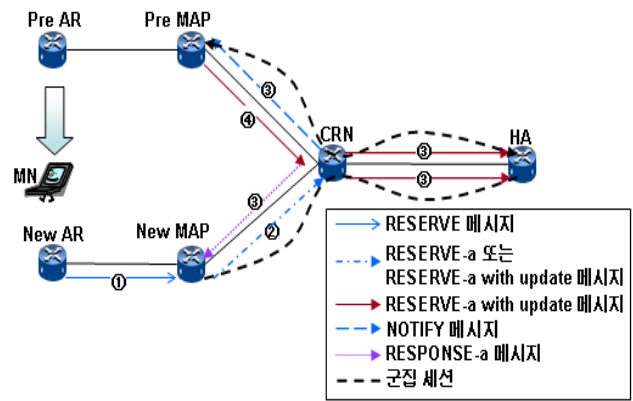 Pre AR
Pre MAP
③
④
CRN
HA
③
③
MN
③
②
New AR
New MAP
①
RESERVE 메시지
RESERVE-a 또는
RESERVE-a with update 메시지
RESERVE-a with update 메시지
NOTIFY 메시지
RESPONSE-a 메시지
군집 세션